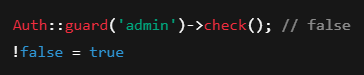 Auth::guard('admin')->check(); // false
!false = true